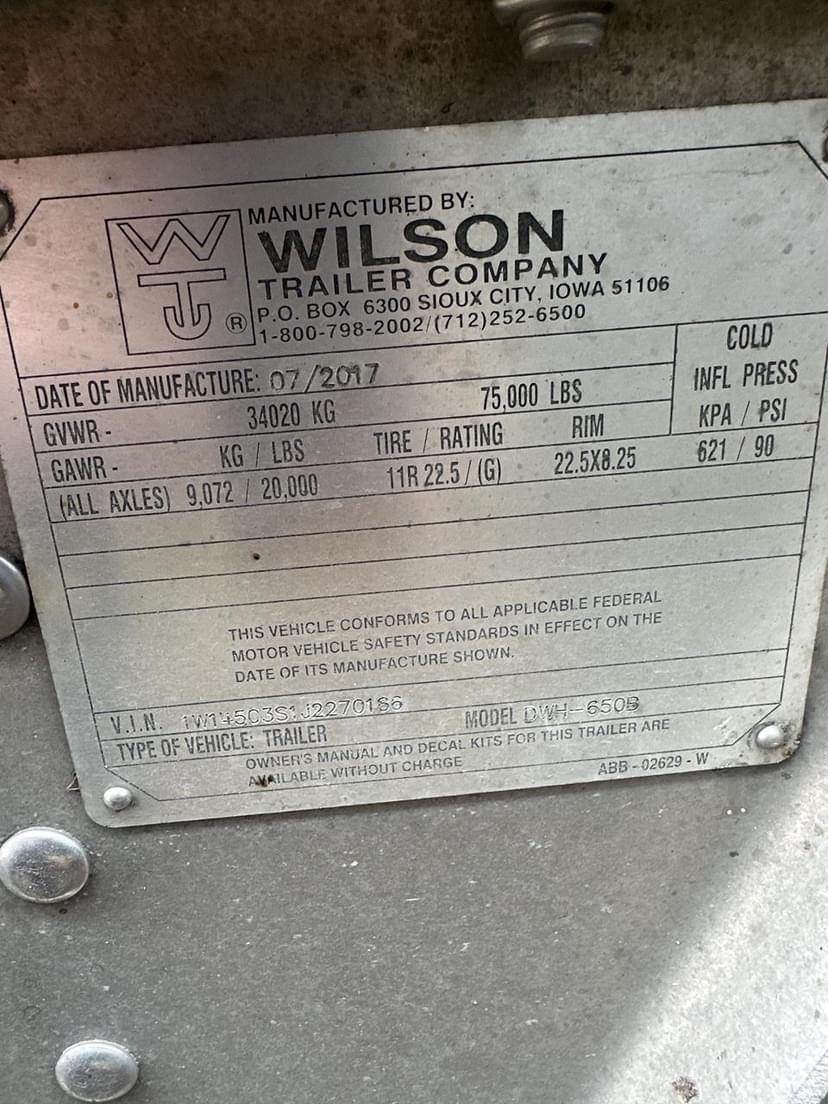 WT
®
MANUFACTURED BY:
WILSON
TRAILER COMPANY
P.O. BOX 6300 SIOUX CITY, IOWA 51106
1-800-798-2002/(712)252-6500
DATE OF MANUFACTURE: 07/2017
COLD
INFL PRESS
KPA / PSI
GVWR - 34020 KG 75,000 LBS
GAWR - KG / LBS TIRE / RATING RIM
(ALL AXLES) 9,072 / 20,000 11R 22.5 / (G) 22.5X8.25 621 / 90
THIS VEHICLE CONFORMS TO ALL APPLICABLE FEDERAL
MOTOR VEHICLE SAFETY STANDARDS IN EFFECT ON THE
DATE OF ITS MANUFACTURE SHOWN.
V.I.N. 1W14503S1J2270156 MODEL DWH-650B
TYPE OF VEHICLE: TRAILER
OWNER'S MANUAL AND DECAL KITS FOR THIS TRAILER ARE
AVAILABLE WITHOUT CHARGE
ABB - 02629 - W